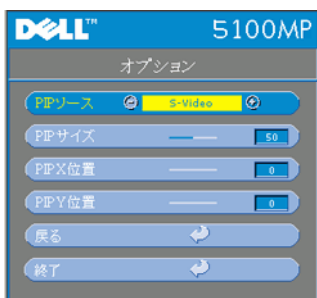 DELL™ 5100MP
オプション
PIPソース S-Video
PIPサイズ 50
PIPX位置 0
PIPY位置 0
戻る
終了